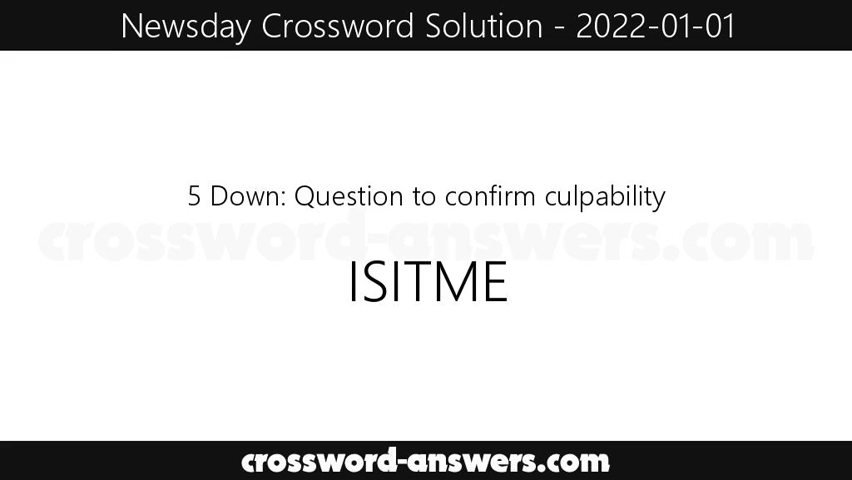 Newsday Crossword Solution - 2022-01-01
5 Down: Question to confirm culpability
crossword-answers.com
ISITME
crossword-answers.com